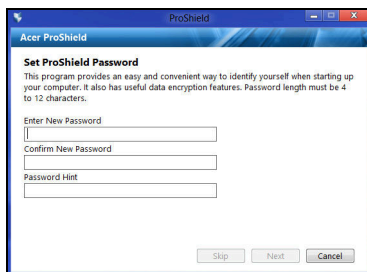 ProShield
Acer ProShield
Set ProShield Password
This program provides an easy and convenient way to identify yourself when starting up
your computer. It also has useful data encryption features. Password length must be 4
to 12 characters.
Enter New Password
Confirm New Password
Password Hint
Skip
Next
Cancel